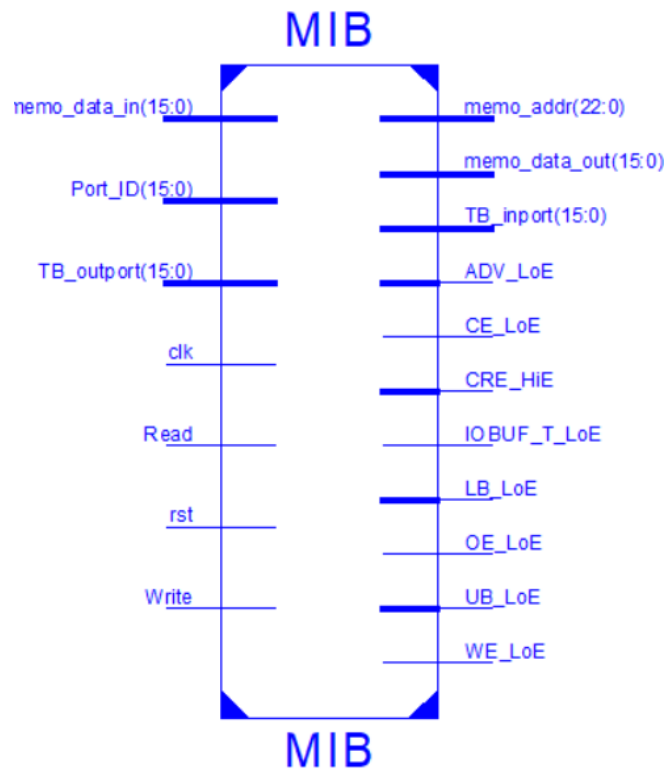 MIB
memo_data_in(15:0)
Port_ID(15:0)
TB_outport(15:0)
clk
Read
rst
Write
memo_addr(22:0)
memo_data_out(15:0)
TB_inport(15:0)
ADV_LoE
CE_LoE
CRE_HiE
IOBUF_T_LoE
LB_LoE
OE_LoE
UB_LoE
WE_LoE
MIB